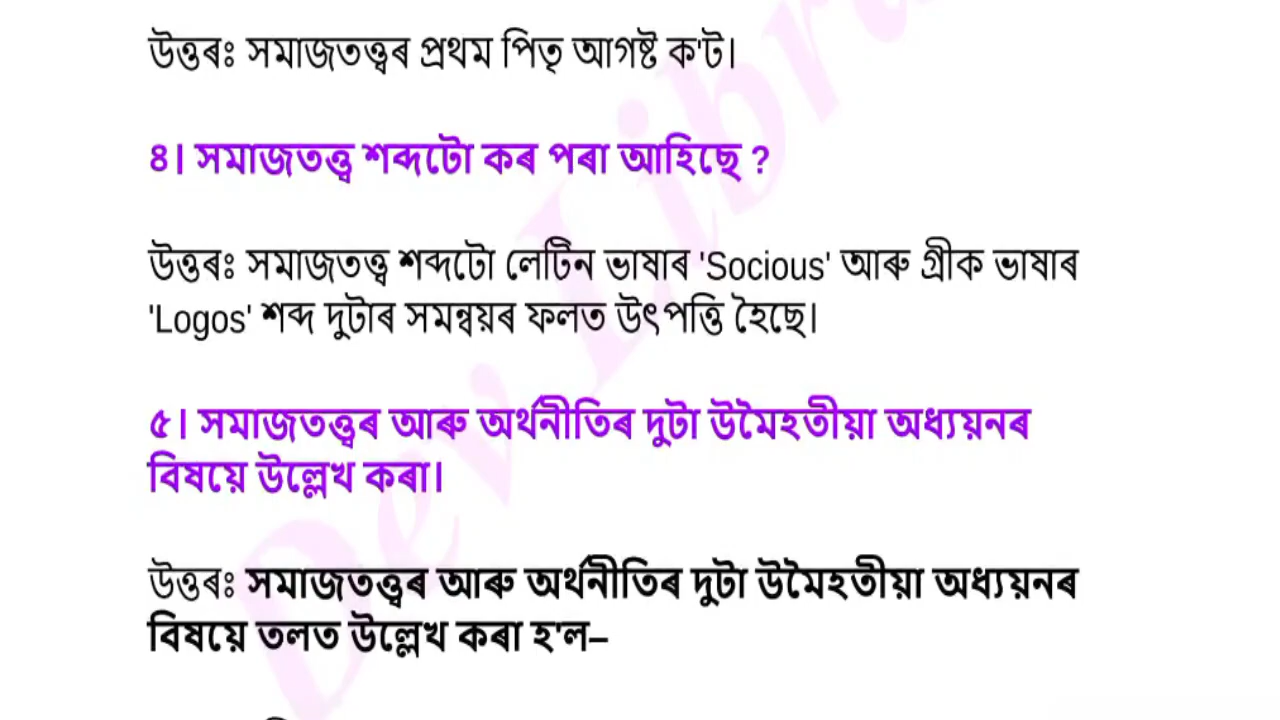 উত্তৰঃ সমাজতত্ত্বৰ প্ৰথম পিতৃ আগষ্ট ক'ট।
৪। সমাজতত্ত্ব শব্দটো কৰ পৰা আহিছে ?
উত্তৰঃ সমাজতত্ত্ব শব্দটো লেটিন ভাষাৰ 'Socious' আৰু গ্ৰীক ভাষাৰ
'Logos' শব্দ দুটাৰ সমন্বয়ৰ ফলত উৎপত্তি হৈছে।
৫। সমাজতত্ত্বৰ আৰু অৰ্থনীতিৰ দুটা উমৈহতীয়া অধ্যয়নৰ
বিষয়ে উল্লেখ কৰা।
উত্তৰঃ সমাজতত্ত্বৰ আৰু অৰ্থনীতিৰ দুটা উমৈহতীয়া অধ্যয়নৰ
বিষয়ে তলত উল্লেখ কৰা হ'ল–